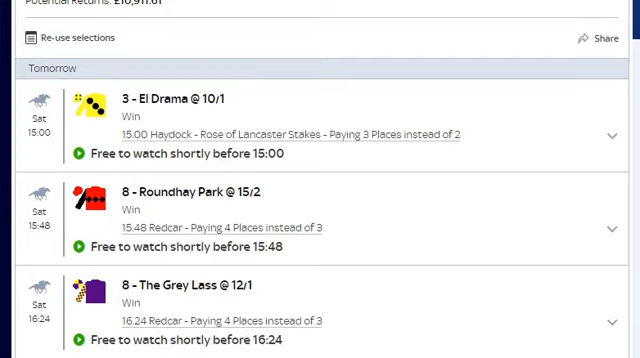 Potential Returns: £10,911.61
Re-use selections
Share
Tomorrow
3 - El Drama @ 10/1
Win
Sat
15:00
15.00 Haydock - Rose of Lancaster Stakes - Paying 3 Places instead of 2
Free to watch shortly before 15:00
8 - Roundhay Park @ 15/2
Win
Sat
15:48
15.48 Redcar - Paying 4 Places instead of 3
Free to watch shortly before 15:48
8 - The Grey Lass @ 12/1
Win
Sat
16:24
16.24 Redcar - Paying 4 Places instead of 3
Free to watch shortly before 16:24